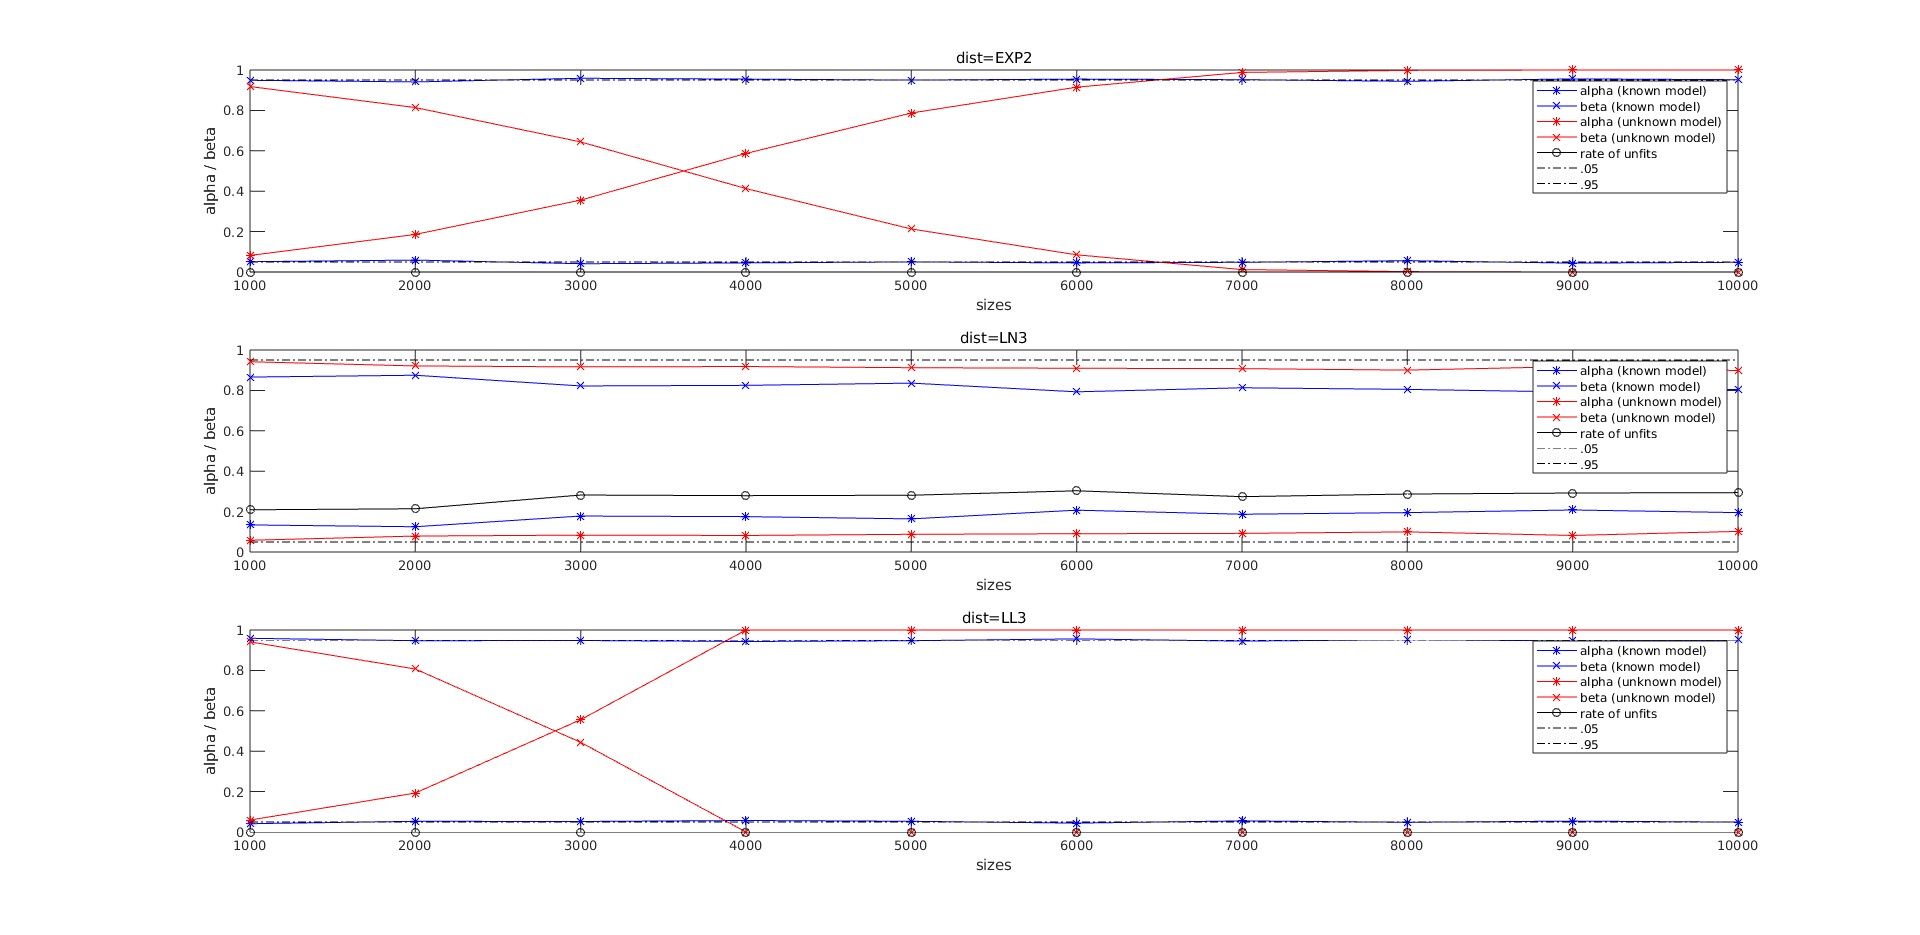 dist=EXP2
alpha / beta
1
0.8
0.6
0.4
0.2
0
alpha (known model)
beta (known model)
alpha (unknown model)
beta (unknown model)
rate of unfits
.05
.95
1000 2000 3000 4000 5000 6000 7000 8000 9000 10000
sizes
dist=LN3
alpha / beta
1
0.8
0.6
0.4
0.2
0
alpha (known model)
beta (known model)
alpha (unknown model)
beta (unknown model)
rate of unfits
.05
.95
1000 2000 3000 4000 5000 6000 7000 8000 9000 10000
sizes
dist=LL3
alpha / beta
1
0.8
0.6
0.4
0.2
0
alpha (known model)
beta (known model)
alpha (unknown model)
beta (unknown model)
rate of unfits
.05
.95
1000 2000 3000 4000 5000 6000 7000 8000 9000 10000
sizes